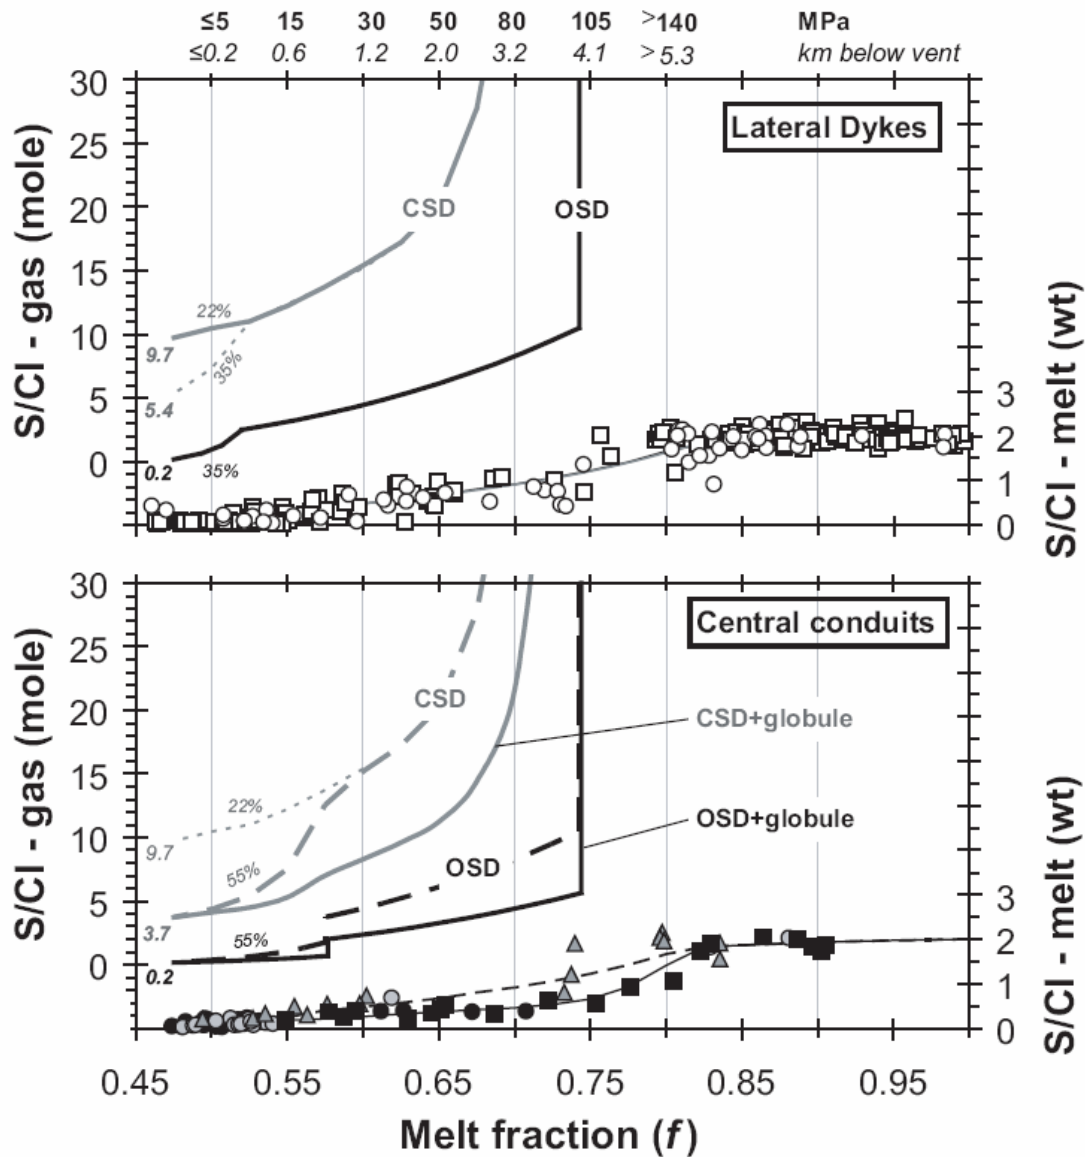 ≤5 15 30 50 80 105 >140 MPa
≤0.2 0.6 1.2 2.0 3.2 4.1 >5.3 km below vent
Lateral Dykes
S/Cl - gas (mole)
30
25
20
15
10
5
0
CSD
OSD
22%
35%
9.7
5.4
0.2
35%
S/Cl - melt (wt)
3
2
1
0
Central conduits
S/Cl - gas (mole)
30
25
20
15
10
5
0
CSD
CSD+globule
OSD+globule
OSD
22%
9.7
55%
3.7
55%
0.2
S/Cl - melt (wt)
3
2
1
0
0.45 0.55 0.65 0.75 0.85 0.95
Melt fraction (f)